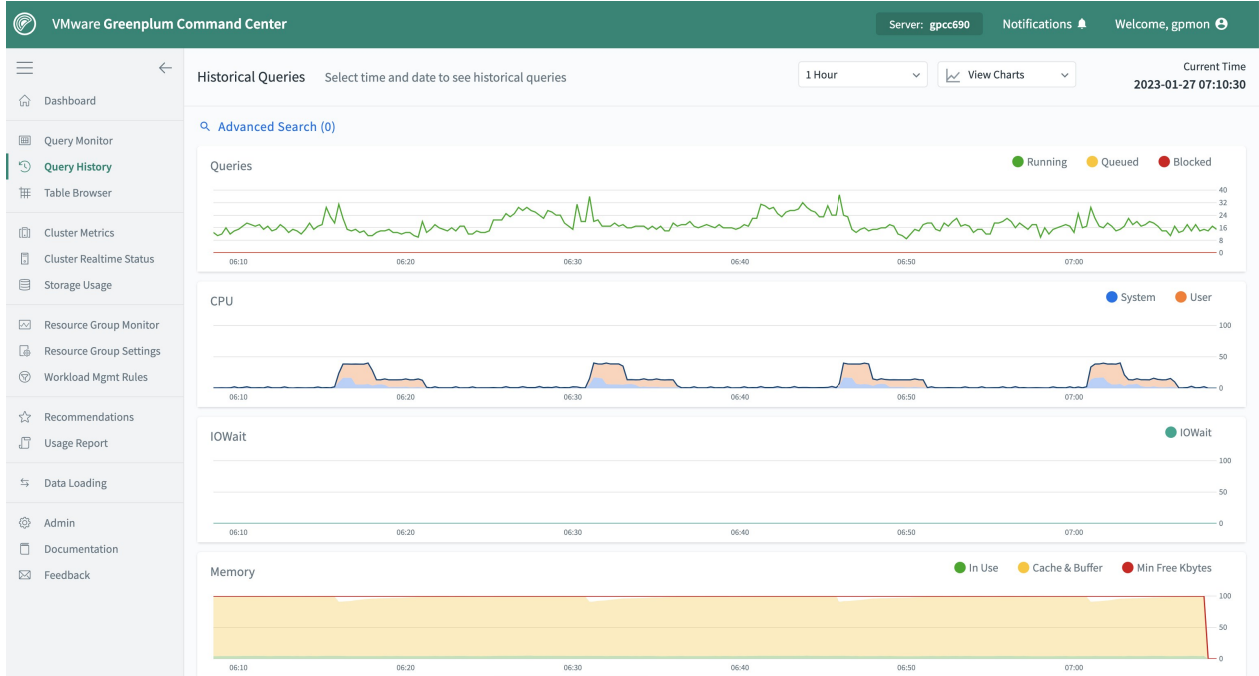 VMware Greenplum Command Center
Server: gpcc690
Notifications
Welcome, gpmon
Dashboard
Query Monitor
Query History
Table Browser
Cluster Metrics
Cluster Realtime Status
Storage Usage
Resource Group Monitor
Resource Group Settings
Workload Mgmt Rules
Recommendations
Usage Report
Data Loading
Admin
Documentation
Feedback
Historical Queries Select time and date to see historical queries
1 Hour
View Charts
Current Time
2023-01-27 07:10:30
Advanced Search (0)
Queries
Running Queued Blocked
40
32
24
16
8
0
06:10 06:20 06:30 06:40 06:50 07:00
CPU
System User
100
50
0
06:10 06:20 06:30 06:40 06:50 07:00
IOWait
IOWait
100
50
0
06:10 06:20 06:30 06:40 06:50 07:00
Memory
In Use Cache & Buffer Min Free Kbytes
100
50
0
06:10 06:20 06:30 06:40 06:50 07:00